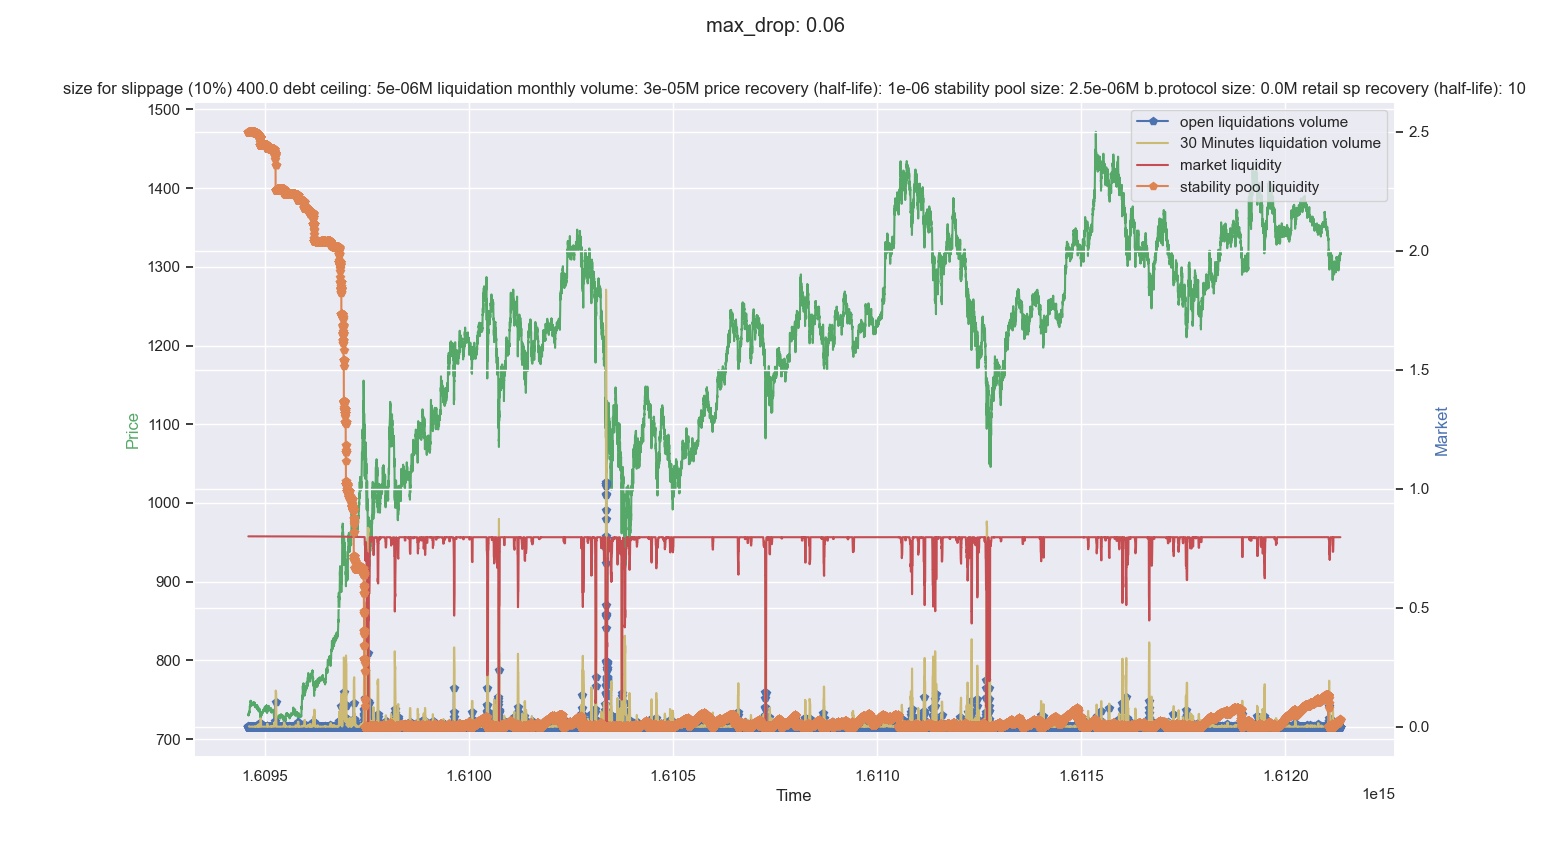 max_drop: 0.06
size for slippage (10%) 400.0 debt ceiling: 5e-06M liquidation monthly volume: 3e-05M price recovery (half-life): 1e-06 stability pool size: 2.5e-06M b.protocol size: 0.0M retail sp recovery (half-life): 10
1500
1400
1300
1200
1100
1000
900
800
700
Price
open liquidations volume
30 Minutes liquidation volume
market liquidity
stability pool liquidity
2.5
2.0
1.5
1.0
0.5
0.0
Market
1.6095 1.6100 1.6105 1.6110 1.6115 1.6120
Time
1e15